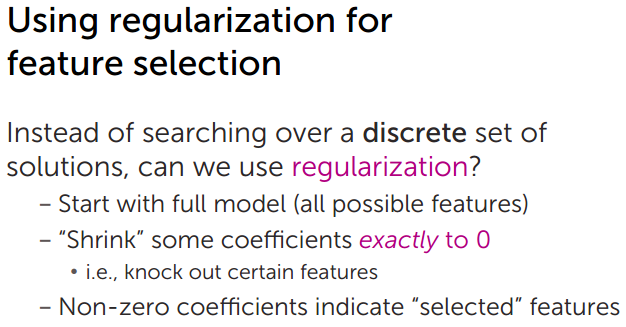 Using regularization for
feature selection
Instead of searching over a discrete set of
solutions, can we use regularization?
– Start with full model (all possible features)
– “Shrink” some coefficients exactly to 0
• i.e., knock out certain features
– Non-zero coefficients indicate “selected” features